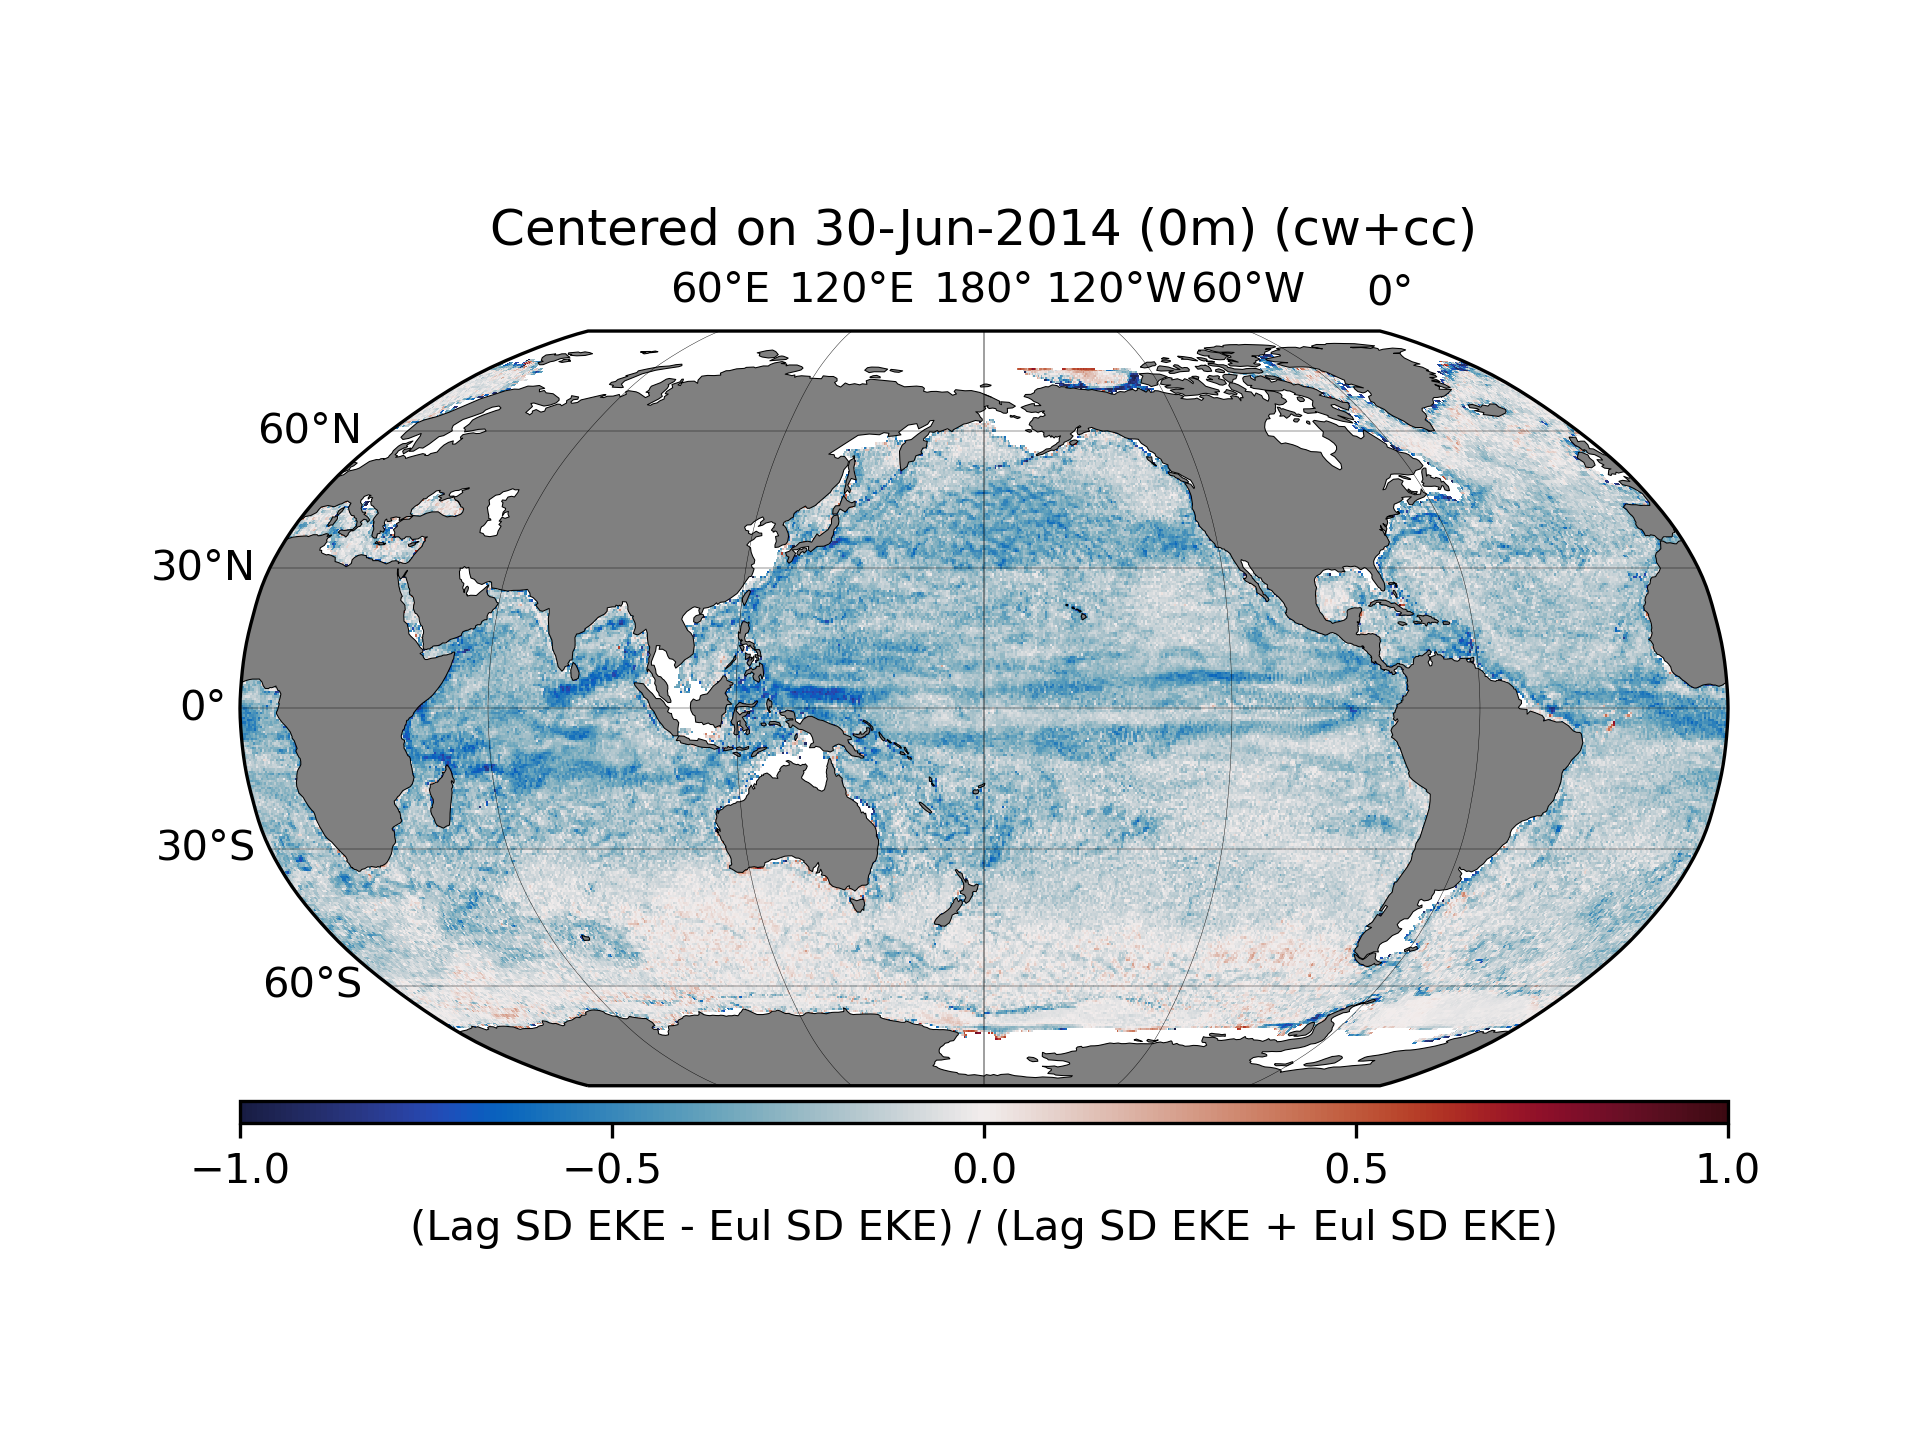 Centered on 30-Jun-2014 (0m) (cw+cc)
60°E 120°E 180° 120°W 60°W 0°
60°N
30°N
0°
30°S
60°S
−1.0 −0.5 0.0 0.5 1.0
(Lag SD EKE - Eul SD EKE) / (Lag SD EKE + Eul SD EKE)